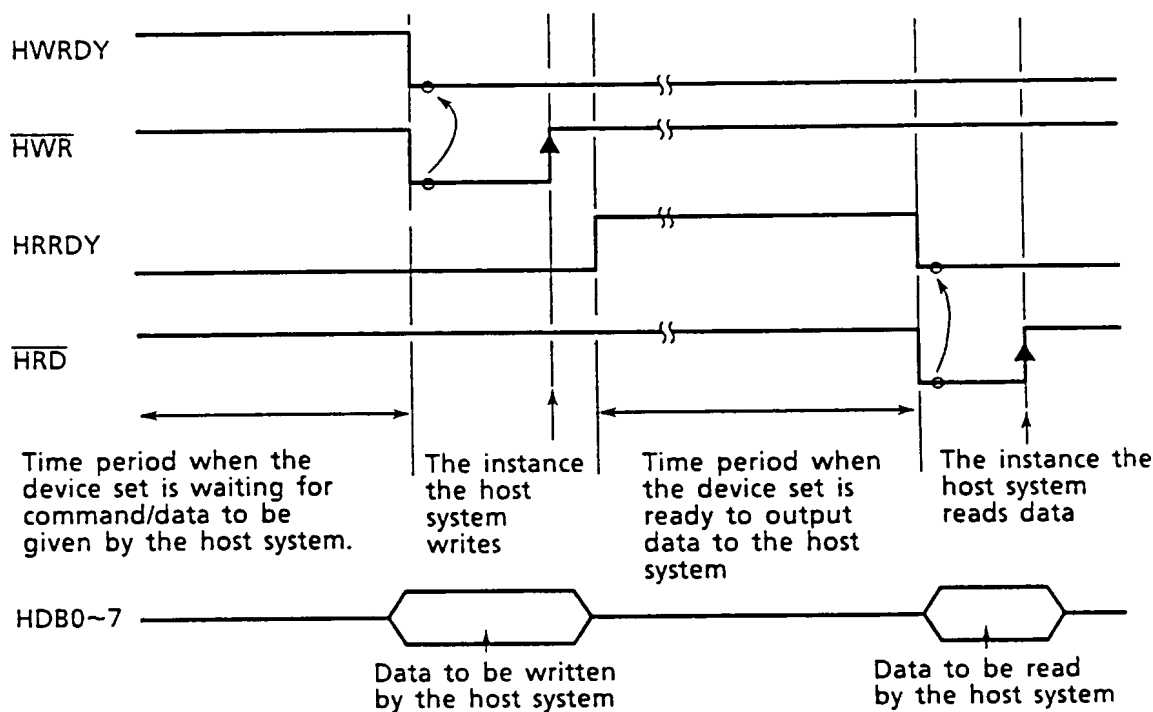 HWRDY
HWR
HRRDY
HRD
Time period when the
device set is waiting for
command/data to be
given by the host system.
The instance
the host
system
writes
Time period when
the device set is
ready to output
data to the host
system
The instance the
host system
reads data
HDB0~7
Data to be written
by the host system
Data to be read
by the host system